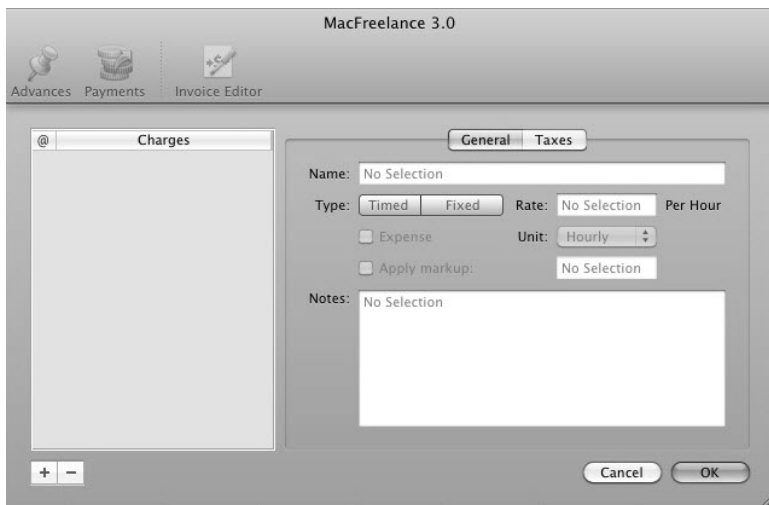 MacFreelance 3.0
Advances Payments Invoice Editor
@ Charges
General Taxes
Name: No Selection
Type: Timed Fixed Rate: No Selection Per Hour
Expense Unit: Hourly
Apply markup: No Selection
Notes: No Selection
+ −
Cancel OK